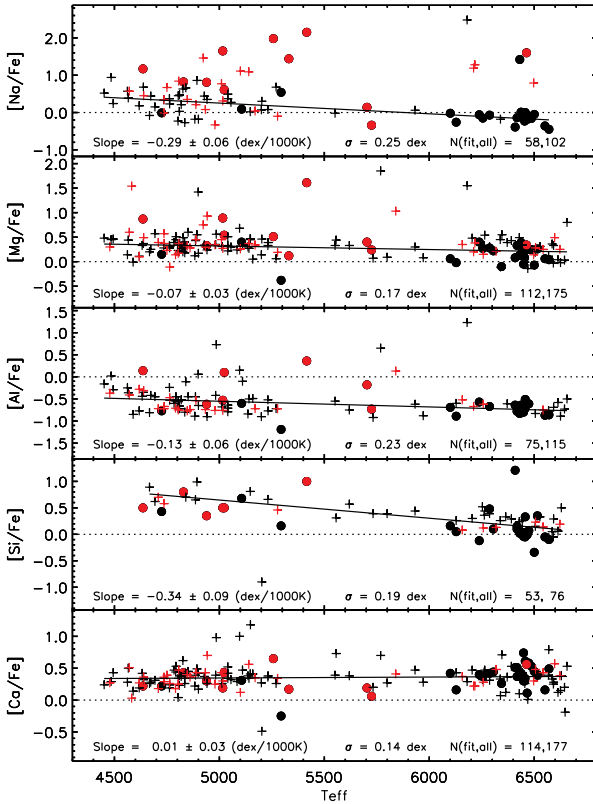 [Na/Fe]
2.0
1.0
0.0
−1.0
Slope = −0.29 ± 0.06 (dex/1000K) σ = 0.25 dex N(fit,all) = 58,102
[Mg/Fe]
2.0
1.5
1.0
0.5
0.0
−0.5
Slope = −0.07 ± 0.03 (dex/1000K) σ = 0.17 dex N(fit,all) = 112,175
[Al/Fe]
1.5
1.0
0.5
0.0
−0.5
−1.0
−1.5
Slope = −0.13 ± 0.06 (dex/1000K) σ = 0.23 dex N(fit,all) = 75,115
[Si/Fe]
1.0
0.5
0.0
−0.5
−1.0
Slope = −0.34 ± 0.09 (dex/1000K) σ = 0.19 dex N(fit,all) = 53, 76
[Ca/Fe]
1.0
0.5
0.0
−0.5
Slope = 0.01 ± 0.03 (dex/1000K) σ = 0.14 dex N(fit,all) = 114,177
4500 5000 5500 6000 6500
Teff